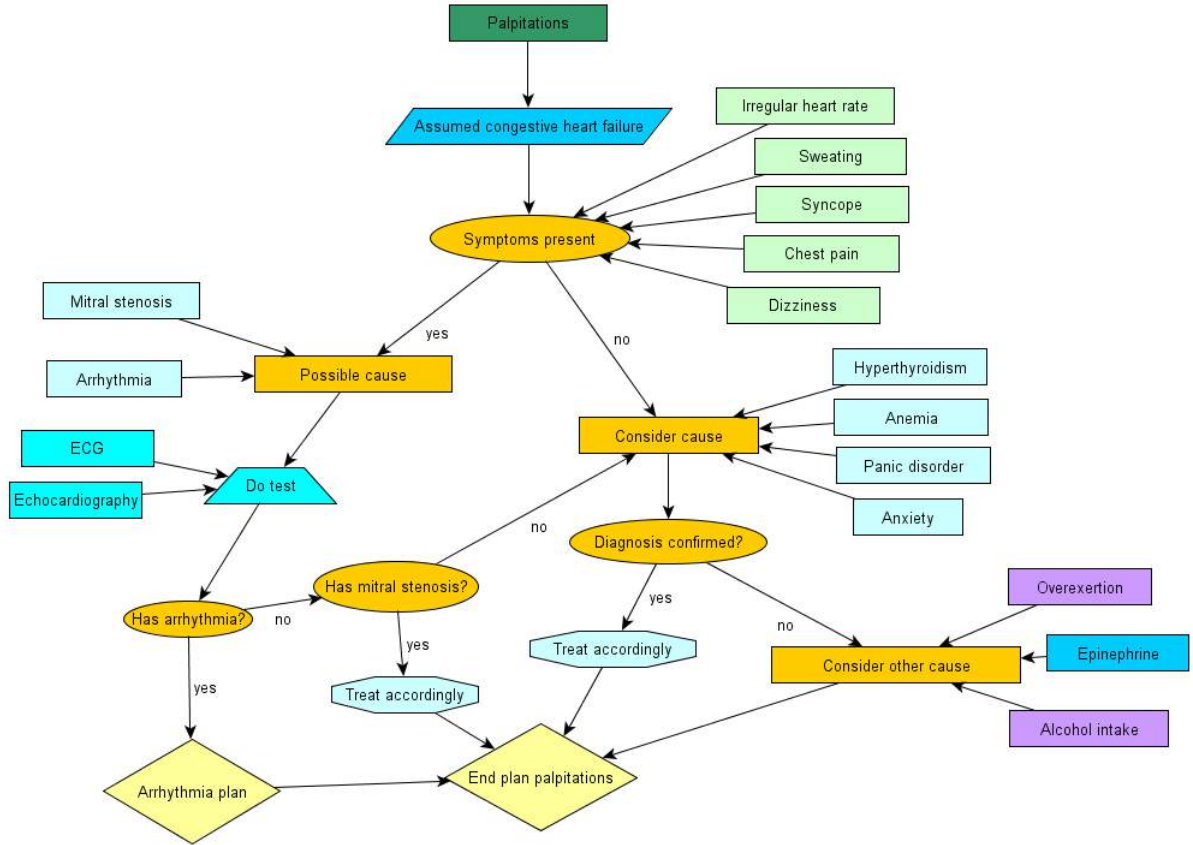 Palpitations
Assumed congestive heart failure
Irregular heart rate
Sweating
Syncope
Symptoms present
Chest pain
Dizziness
Mitral stenosis
yes
no
Possible cause
Arrhythmia
Hyperthyroidism
Anemia
Consider cause
Panic disorder
Anxiety
ECG
Do test
Echocardiography
no
Diagnosis confirmed?
Has mitral stenosis?
Overexertion
yes
Has arrhythmia?
no
no
yes
Treat accordingly
Epinephrine
Consider other cause
yes
Treat accordingly
Alcohol intake
End plan palpitations
Arrhythmia plan